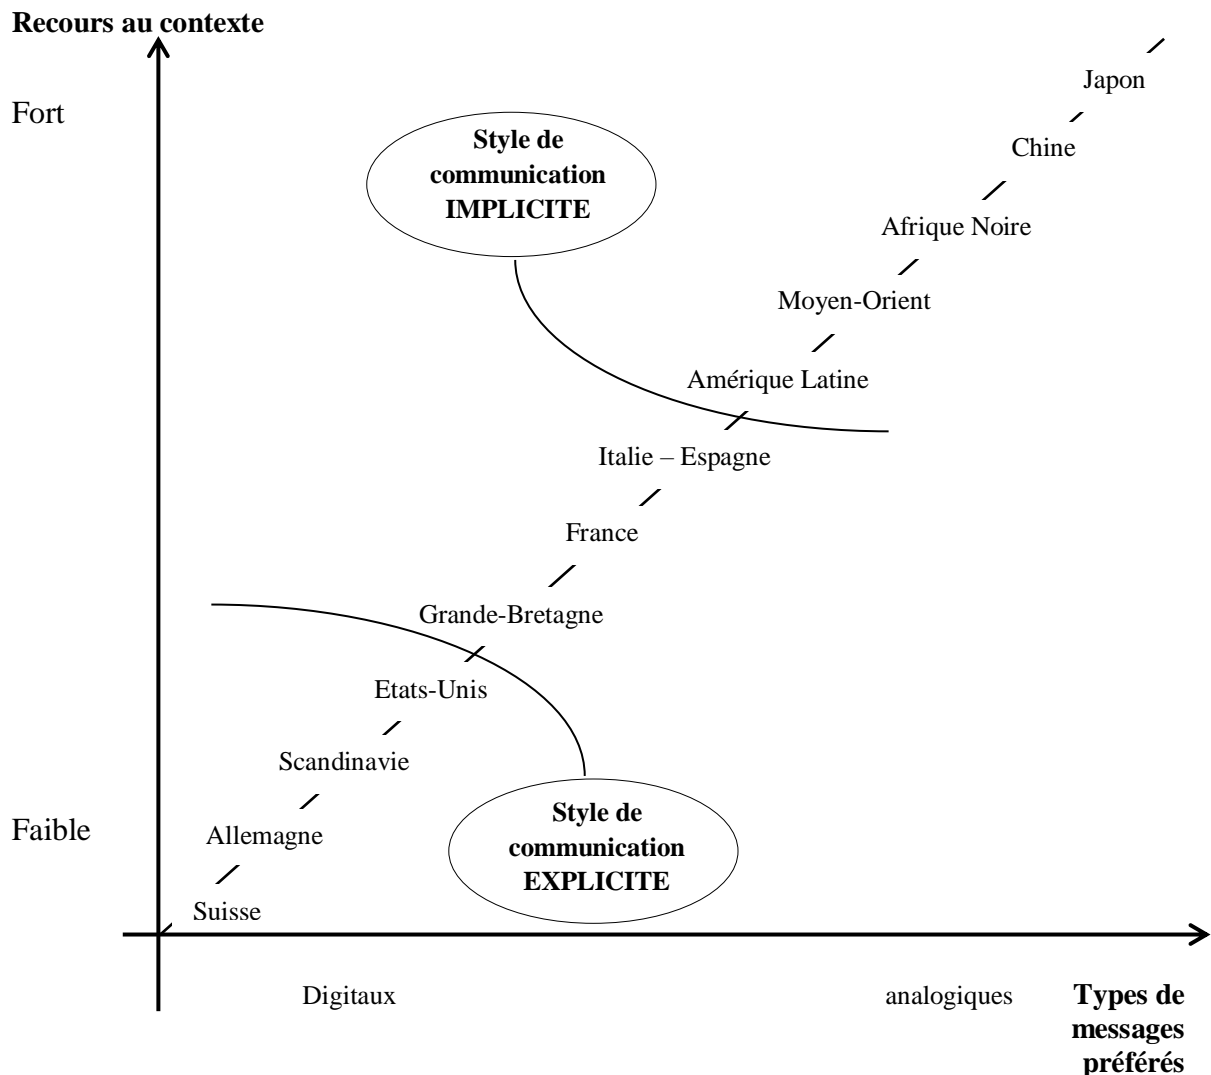 Recours au contexte
Japon
Fort
Style de
communication
IMPLICITE
Chine
Afrique Noire
Moyen-Orient
Amérique Latine
Italie – Espagne
France
Grande-Bretagne
Etats-Unis
Scandinavie
Style de
communication
EXPLICITE
Faible
Allemagne
Suisse
Digitaux
analogiques
Types de
messages
préférés